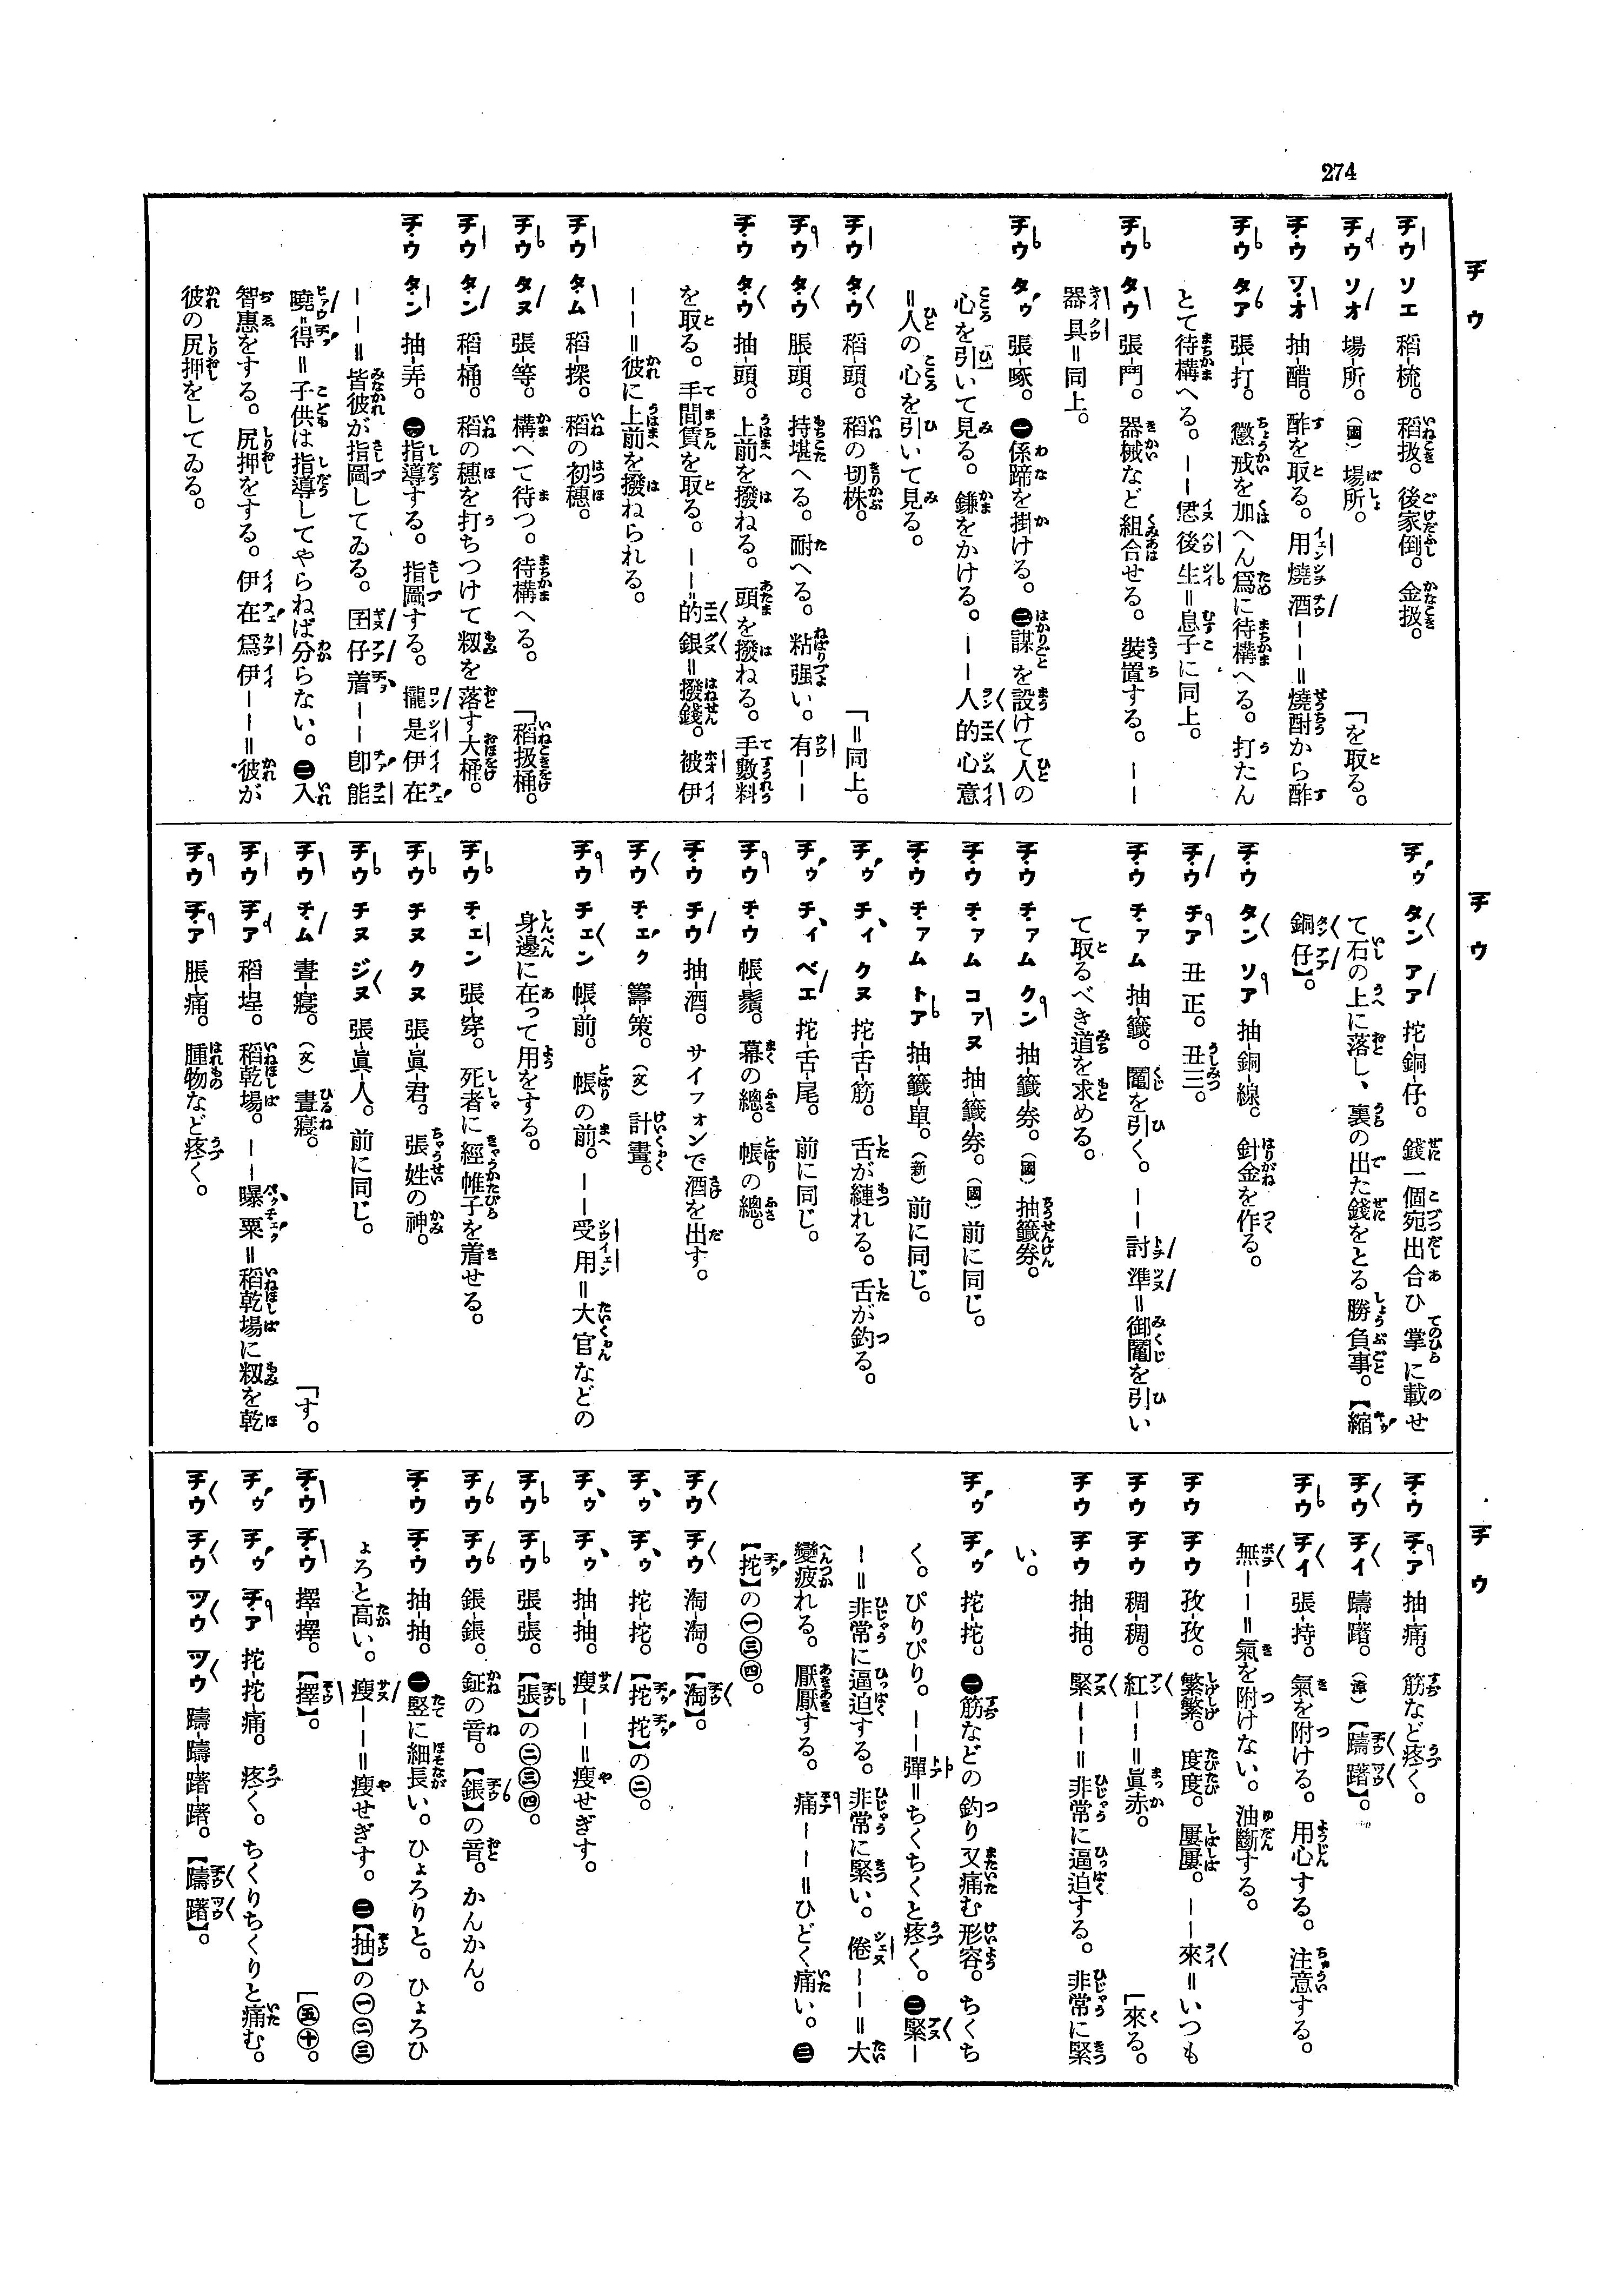 274
チウ
チウ ソエ 稻-梳。稻扱。後家倒。金扱。
チウ ソオ 場-所。（國）場所。
チウ ソオ 抽-醋。酢を取る。用燒酒――＝燒酎から酢「を取る。
チウ タア 張-打。懲戒を加へん爲に待構へる。打たん
とて待構へる。――偲後生＝息子に同上。
チウ タウ 張-鬥。器械など組合せる。裝置する。――
器具＝同上。
チウ タウ 張-啄。㊀係蹄を掛ける。㊁謀を設けて人の
心を引いて見る。鎌をかける。――人的心意
＝人の心を引いて見る。
チウ タウ 稻-頭。稻の切株。「＝同上。
チウ タウ 脹-頭。持堪へる。耐へる。粘强い。有――
チウ タウ 抽-頭。上前を撥ねる。頭を撥ねる。手數料
を取る。手間賃を取る。――的銀＝撥錢。被伊
――＝彼に上前を撥ねられる。
チウ タム 稻-探。稻の初穗。
チウ タヌ 張-等。構へて待つ。待構へる。「稻扱桶。
チウ タン 稻-桶。稻の穗を打ちつけて籾を落す大桶。
チウ タン 抽-弄。㊀指導する。指圖する。攏是伊在
――＝皆彼が指圖してゐる。囝仔着――卽能
曉-得＝子供は指導してやらねば分らない。㊁入
智惠をする。尻押をする。伊在爲伊――＝彼が
彼の尻押をしてゐる。
チウ
チウ タン アア 挓-銅-仔。錢一個宛出合ひ掌に載せ
て石の上に落し、裏の出た錢をとる勝負事。【縮
銅仔】。
チウ タン ソア 抽-銅-線。針金を作る。
チウ チア 丑正。丑三。
チウ チァム 抽-籤。鬮を引く。――討準＝御鬮を引い
て取るべき道を求める。
チウ チァム クン 抽-籤-券。（國）抽籤券。
チウ チァム コァヌ 抽-籤-券。（國）前に同じ。
チウ チァム トア 抽-籤-單。（新）前に同じ。
チウ チィ クヌ 挓-舌-筋。舌が縺れる。舌が釣る。
チウ チィ ベエ 挓-舌-尾。前に同じ。
チウ チウ 帳-鬚。幕の總。帳の總。
チウ チウ 抽-酒。サイフォンで酒を出す。
チウ チェク 籌-策。（文）計畫。
チウ チェン 帳-前。帳の前。――受用＝大官などの
身邊に在って用をする。
チウ チェン 張-穿。死者に經帷子を着せる。
チウ チヌ クヌ 張-眞-君。張姓の神。
チウ チヌ ジヌ 張-眞-人。前に同じ。
チウ チム 晝-寢。（文）晝寢。「す。
チウ チア 稻-埕。稻乾場。――曝粟＝稻乾場に籾を乾
チウ チア 脹-痛。腫物など疼く。
チウ
チウ チア 抽-痛。筋など疼く。
チウ チイ 躊-躇。（漳）【躊躇】。
チウ チイ 張-持。氣を附ける。用心する。注意する。
無――＝氣を附けない。油斷する。
チウ チウ 孜-孜。繁繁。度度。屢屢。――來＝いつも「來る。
チウ チウ 稠-稠。紅――＝眞赤。
チウ チウ 抽-抽。緊――＝非常に逼迫する。非常に緊
い。
チウ チウ 挓-挓。㊀筋などの釣り又痛む形容。ちくち
く。ぴりぴり。――彈＝ちくちくと疼く。㊁緊―
―＝非常に逼迫する。非常に緊い。倦――＝大
變疲れる。厭厭する。痛――＝ひどく痛い。㊂
【挓】の㊀㊂㊃。
チウ チウ 淘-淘。【淘】。
チウ チウ 挓-挓。【挓挓】の㊁。
チウ チウ 抽-抽。瘦――＝瘦せぎす。
チウ チウ 張-張。【張】の㊁㊂㊃。
チウ チウ 鋹-鋹。鉦の音。【鋹】の音。かんかん。
チウ チウ 抽-抽。㊀竪に細長い。ひょろりと。ひょろひ
ょろと高い。瘦――＝瘦せぎす。㊁【抽】の㊀㊁㊂「㊄㊉。
チウ チウ 擇-擇。【擇】。
チウ チウ チア 挓-挓-痛。疼く。ちくりちくりと痛む。
チウ チウ ツウ ツウ 躊-躊-躇-躇。【躊躇】。